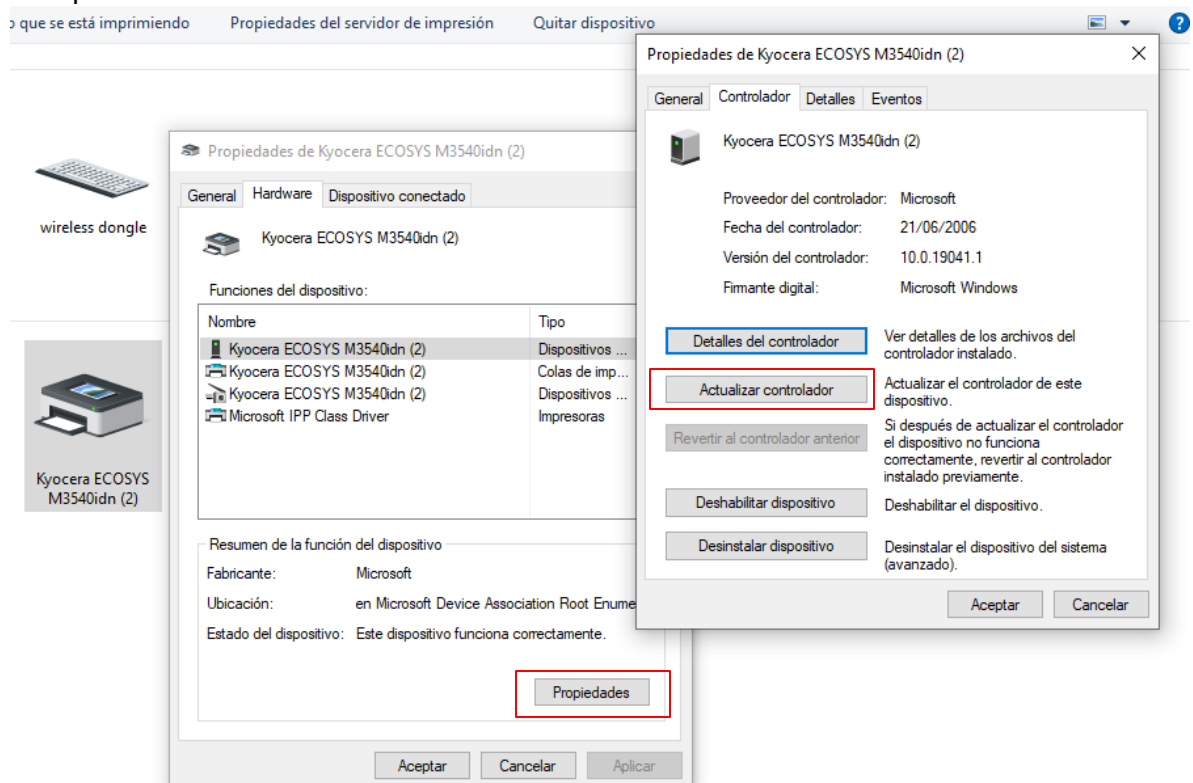 que se está imprimiendo
Propiedades del servidor de impresión
Quitar dispositivo
wireless dongle
Kyocera ECOSYS
M3540idn (2)
Propiedades de Kyocera ECOSYS M3540idn (2)
General
Hardware
Dispositivo conectado
Kyocera ECOSYS M3540idn (2)
Funciones del dispositivo:
Nombre
Tipo
Kyocera ECOSYS M3540idn (2)
Dispositivos ...
Kyocera ECOSYS M3540idn (2)
Colas de imp...
Kyocera ECOSYS M3540idn (2)
Dispositivos ...
Microsoft IPP Class Driver
Impresoras
Resumen de la función del dispositivo
Fabricante:
Microsoft
Ubicación:
en Microsoft Device Association Root Enume
Estado del dispositivo:
Este dispositivo funciona correctamente.
Propiedades
Aceptar
Cancelar
Aplicar
Propiedades de Kyocera ECOSYS M3540idn (2)
General
Controlador
Detalles
Eventos
Kyocera ECOSYS M3540idn (2)
Proveedor del controlador:
Microsoft
Fecha del controlador:
21/06/2006
Versión del controlador:
10.0.19041.1
Firmante digital:
Microsoft Windows
Detalles del controlador
Ver detalles de los archivos del
controlador instalado.
Actualizar controlador
Actualizar el controlador de este
dispositivo.
Revertir al controlador anterior
Si después de actualizar el controlador
el dispositivo no funciona
correctamente, revertir al controlador
instalado previamente.
Deshabilitar dispositivo
Deshabilitar el dispositivo.
Desinstalar dispositivo
Desinstalar el dispositivo del sistema
(avanzado).
Aceptar
Cancelar